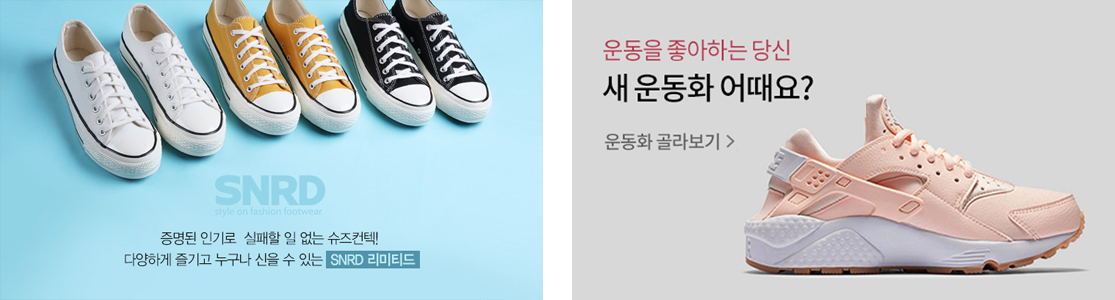 SNRD
style on fashion footwear
증명된 인기로 실패할 일 없는 슈즈컨텍!
다양하게 즐기고 누구나 신을 수 있는 SNRD 리미티드
운동을 좋아하는 당신
새 운동화 어때요?
운동화 골라보기 >